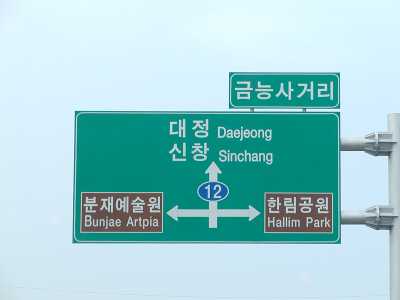 금능사거리
대정 Daejeong
신창 Sinchang
12
분재예술원
Bunjae Artpia
한림공원
Hallim Park